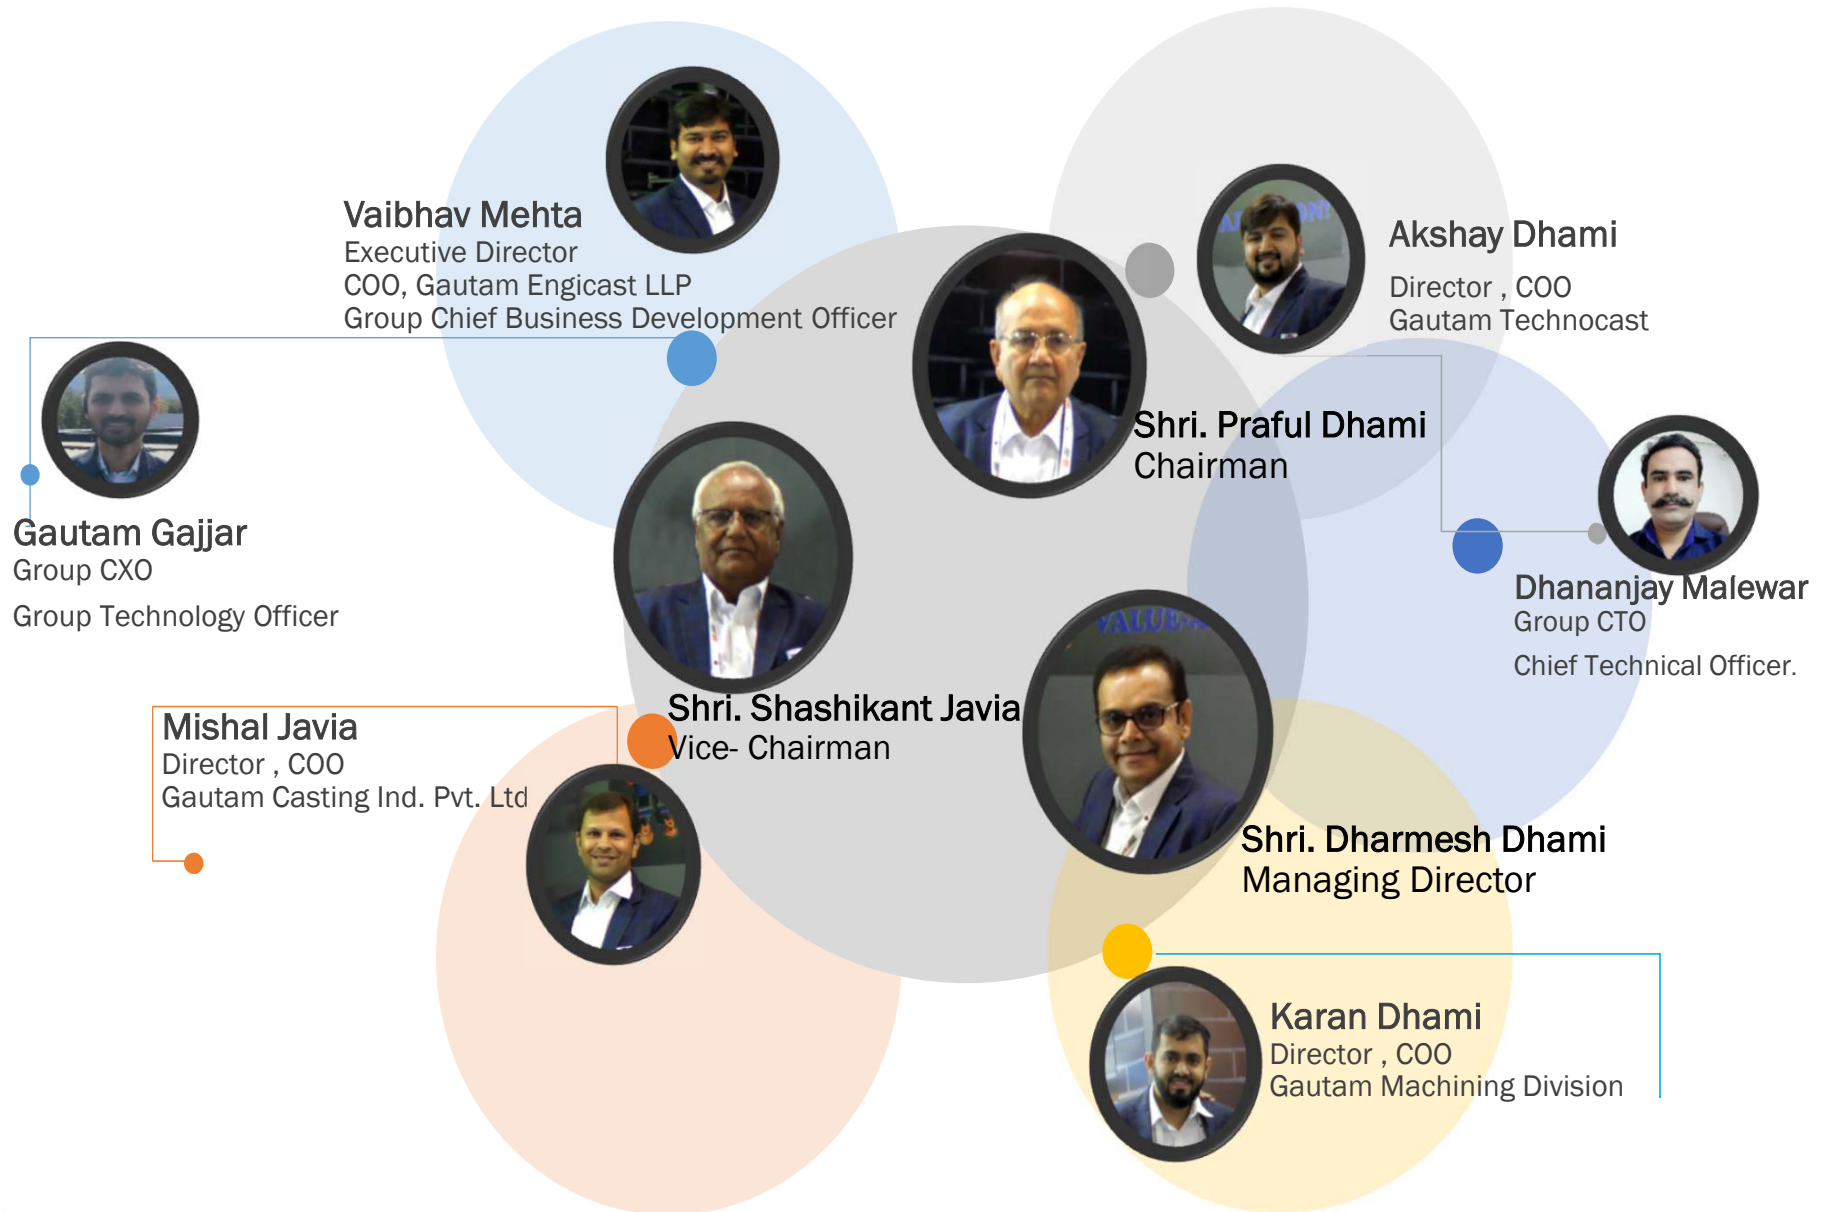 Vaibhav Mehta
Executive Director
COO, Gautam Engicast LLP
Group Chief Business Development Officer
Akshay Dhami
Director , COO
Gautam Technocast
Shri. Praful Dhami
Chairman
Gautam Gajjar
Group CXO
Group Technology Officer
Dhananjay Malewar
Group CTO
Chief Technical Officer.
Shri. Shashikant Javia
Vice- Chairman
Mishal Javia
Director , COO
Gautam Casting Ind. Pvt. Ltd
VALUE
Shri. Dharmesh Dhami
Managing Director
Karan Dhami
Director , COO
Gautam Machining Division